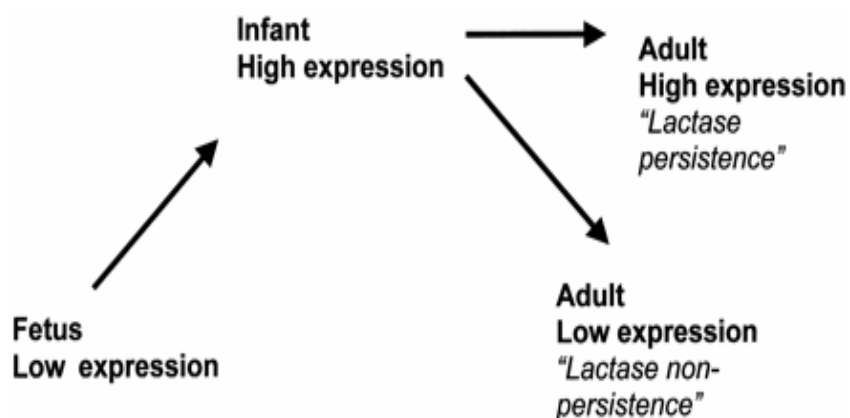 Infant
High expression
Adult
High expression
“Lactase
persistence”
Fetus
Low expression
Adult
Low expression
“Lactase non-
persistence”